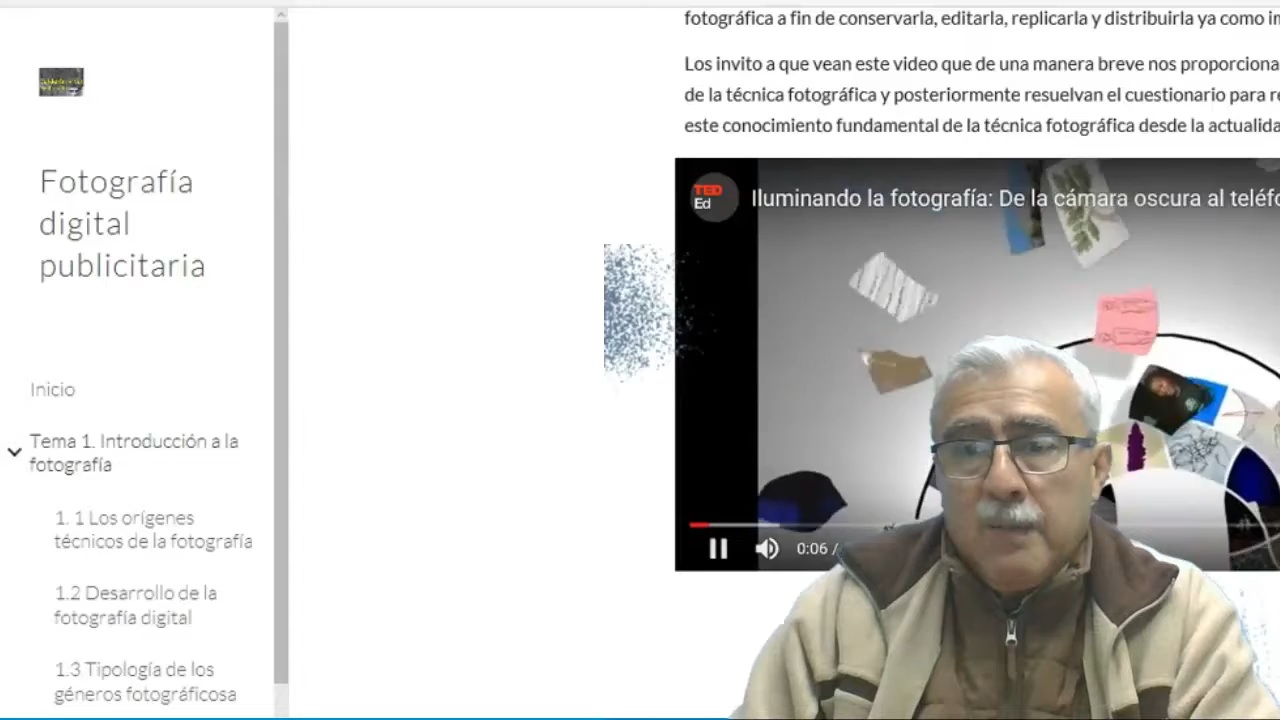 Fotografía
digital
publicitaria
Inicio
Tema 1. Introducción a la
fotografía
1. 1 Los orígenes
técnicos de la fotografía
1.2 Desarrollo de la
fotografía digital
1.3 Tipología de los
géneros fotográficosa
fotográfica a fin de conservarla, editarla, replicarla y distribuirla ya como
Los invito a que vean este video que de una manera breve nos proporciona
de la técnica fotográfica y posteriormente resuelvan el cuestionario para
este conocimiento fundamental de la técnica fotográfica desde la actualida
TED
Ed
Iluminando la fotografía: De la cámara oscura al teléfo
0:06 /